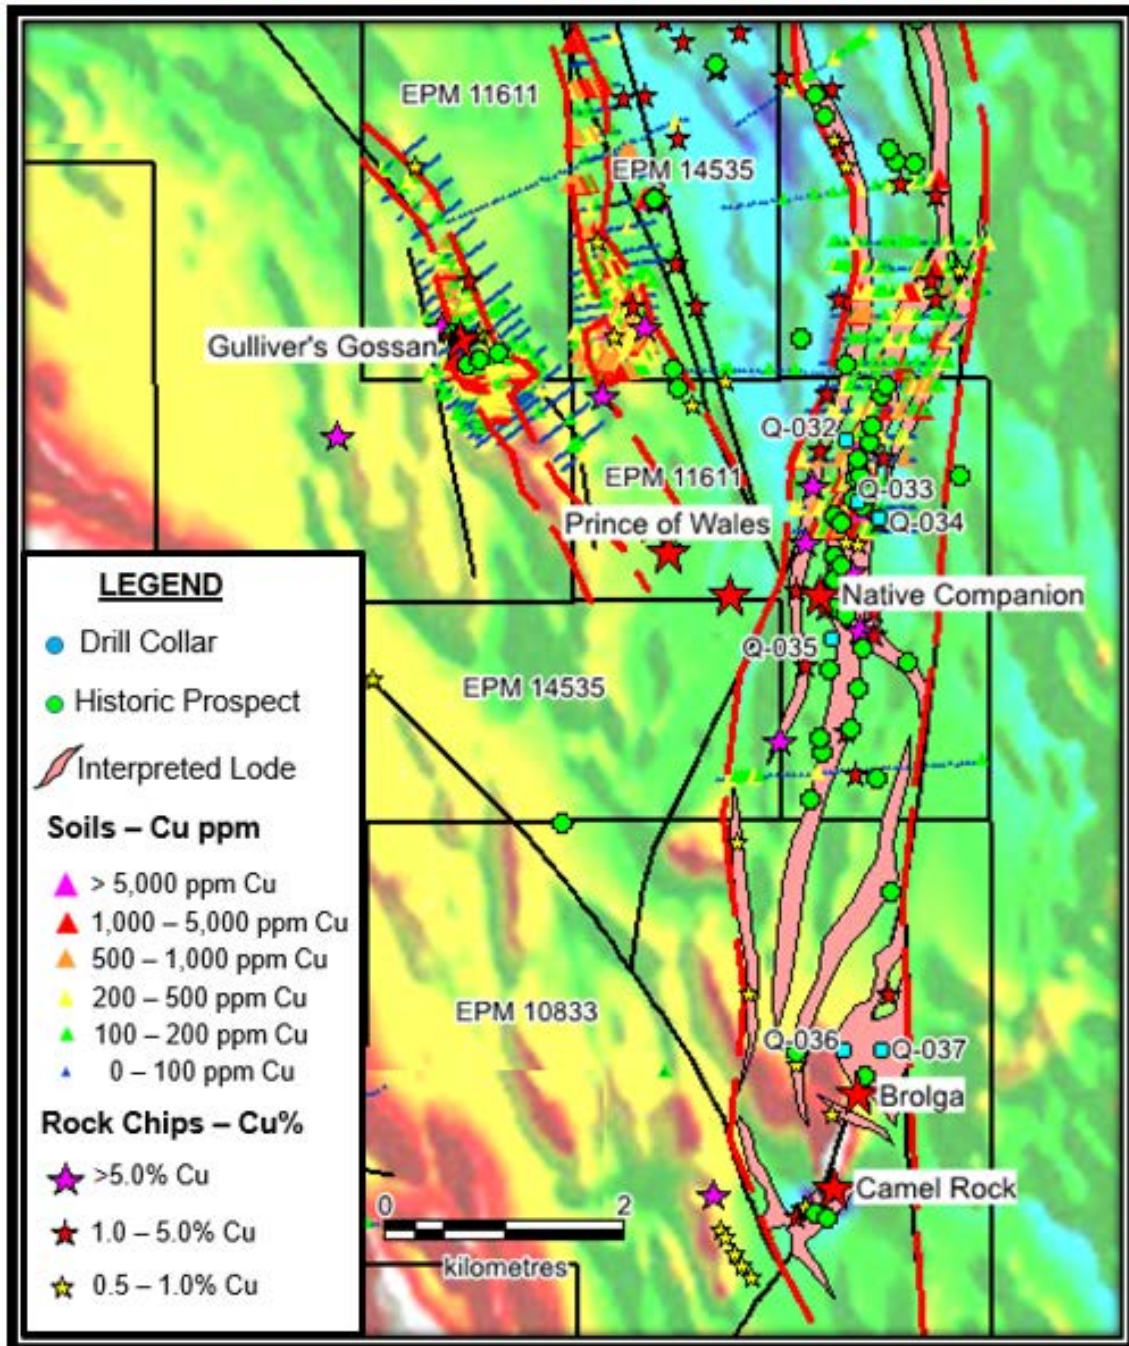 EPM 11611
EPM 14535
Gulliver's Gossan
Q-032
EPM 11611
Q-033
Prince of Wales
Q-034
Native Companion
Q-035
EPM 14535
EPM 10833
Q-036
Q-037
Brolga
Camel Rock
0 2
kilometres
LEGEND
Drill Collar
Historic Prospect
Interpreted Lode
Soils – Cu ppm
> 5,000 ppm Cu
1,000 – 5,000 ppm Cu
500 – 1,000 ppm Cu
200 – 500 ppm Cu
100 – 200 ppm Cu
0 – 100 ppm Cu
Rock Chips – Cu%
>5.0% Cu
1.0 – 5.0% Cu
0.5 – 1.0% Cu